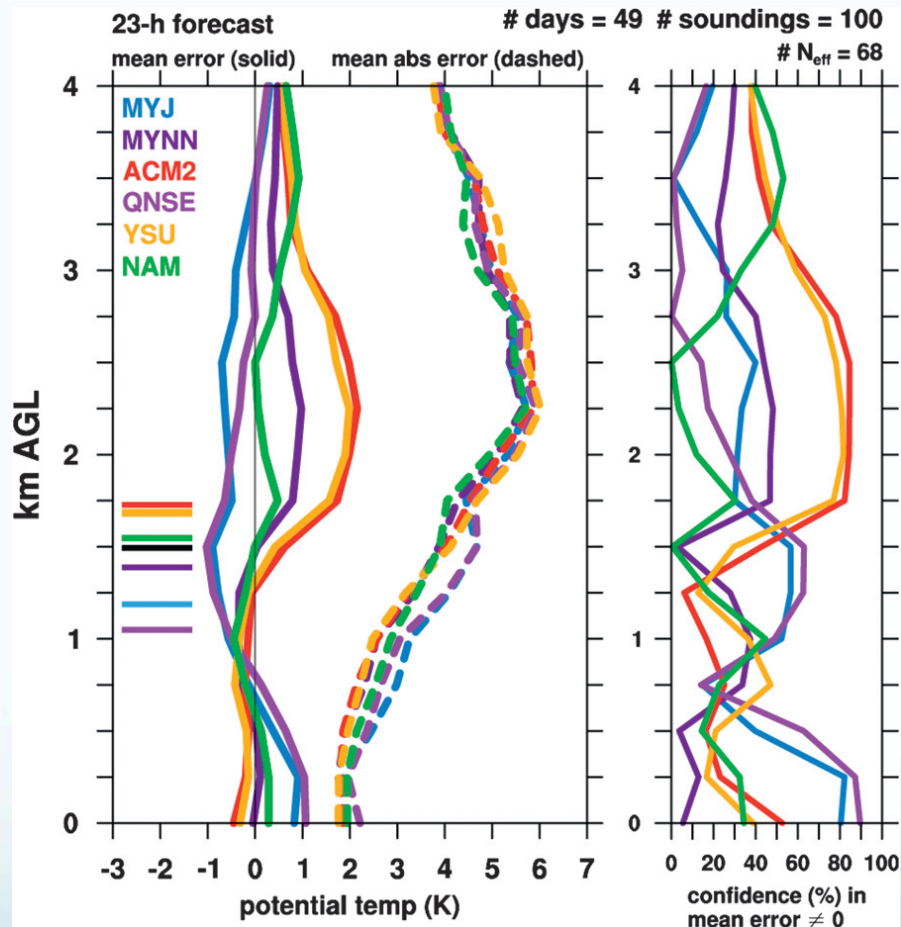 23-h forecast
# days = 49 # soundings = 100
# Neff = 68
mean error (solid) mean abs error (dashed)
MYJ
MYNN
ACM2
QNSE
YSU
NAM
km AGL
4
3
2
1
0
-3 -2 -1 0 1 2 3 4 5 6 7
potential temp (K)
4
3
2
1
0
0 20 40 60 80 100
confidence (%) in
mean error ≠ 0